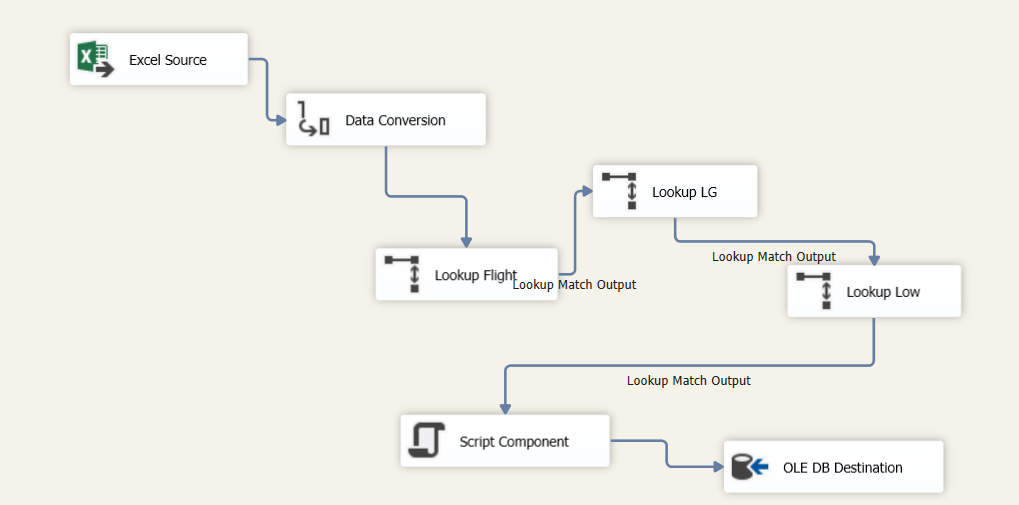 Excel Source
Data Conversion
Lookup LG
Lookup Flight
Lookup Match Output
Lookup Match Output
Lookup Low
Lookup Match Output
Script Component
OLE DB Destination